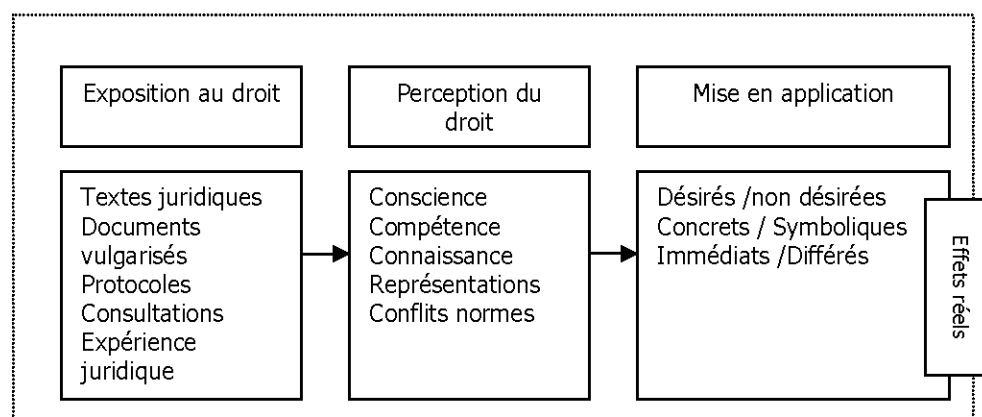 Exposition au droit
Perception du
droit
Mise en application
Textes juridiques
Documents
vulgarisés
Protocoles
Consultations
Expérience
juridique
Conscience
Compétence
Connaissance
Représentations
Conflits normes
Désirés /non désirées
Concrets / Symboliques
Immédiats /Différés
Effets réels